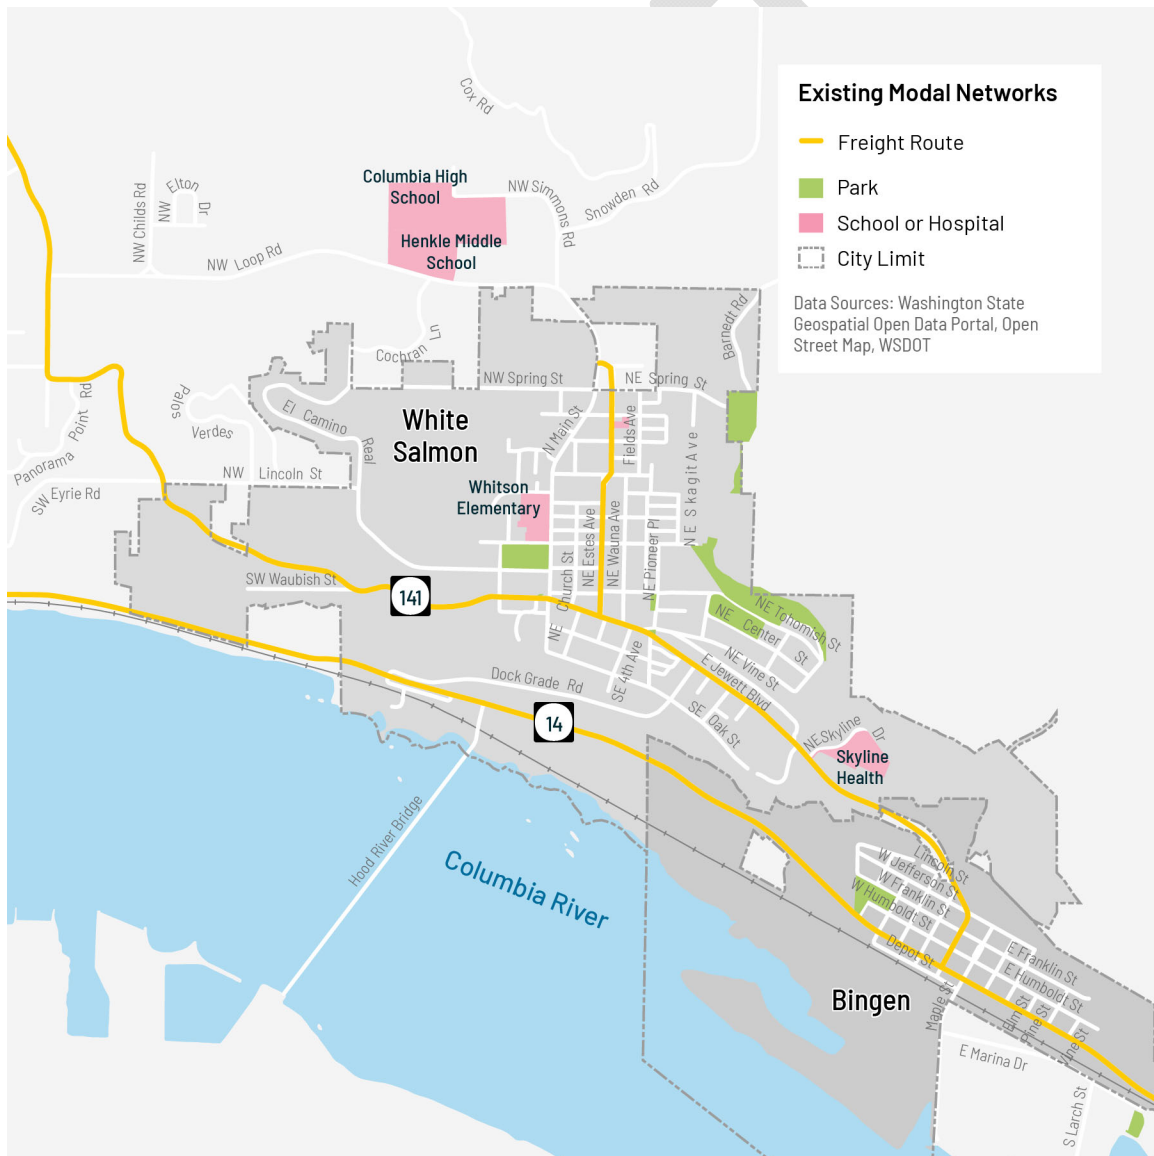 Existing Modal Networks
Freight Route
Park
School or Hospital
City Limit
Data Sources: Washington State
Geospatial Open Data Portal, Open
Street Map, WSDOT
Cox Rd
Columbia High
School
Henkle Middle
School
NW Simmons Rd
Snowden Rd
NW Childs Rd
NW Elton Dr
NW Loop Rd
Cochran Ln
Barnedt Rd
NW Spring St
NE Spring St
Palos
Verdes
Panorama Point Rd
El Camino Real
White
Salmon
N Main St
Fields Ave
NE Skagit Ave
NW Lincoln St
SW Eyrie Rd
Whitson
Elementary
NE Estes Ave
NE Wauna Ave
NE Pioneer Pl
NE Church St
SW Waubish St
141
NE Tohomish St
NE Center St
NE Vine St
E Jewett Blvd
SE 4th Ave
Dock Grade Rd
SE Oak St
14
NE Skyline Dr
Skyline
Health
Hood River Bridge
Columbia River
Lincoln St
W Jefferson St
W Franklin St
W Humboldt St
Depot St
E Franklin St
E Humboldt St
Bingen
Maple St
Elm St
Pine St
Vine St
E Marina Dr
S Larch St